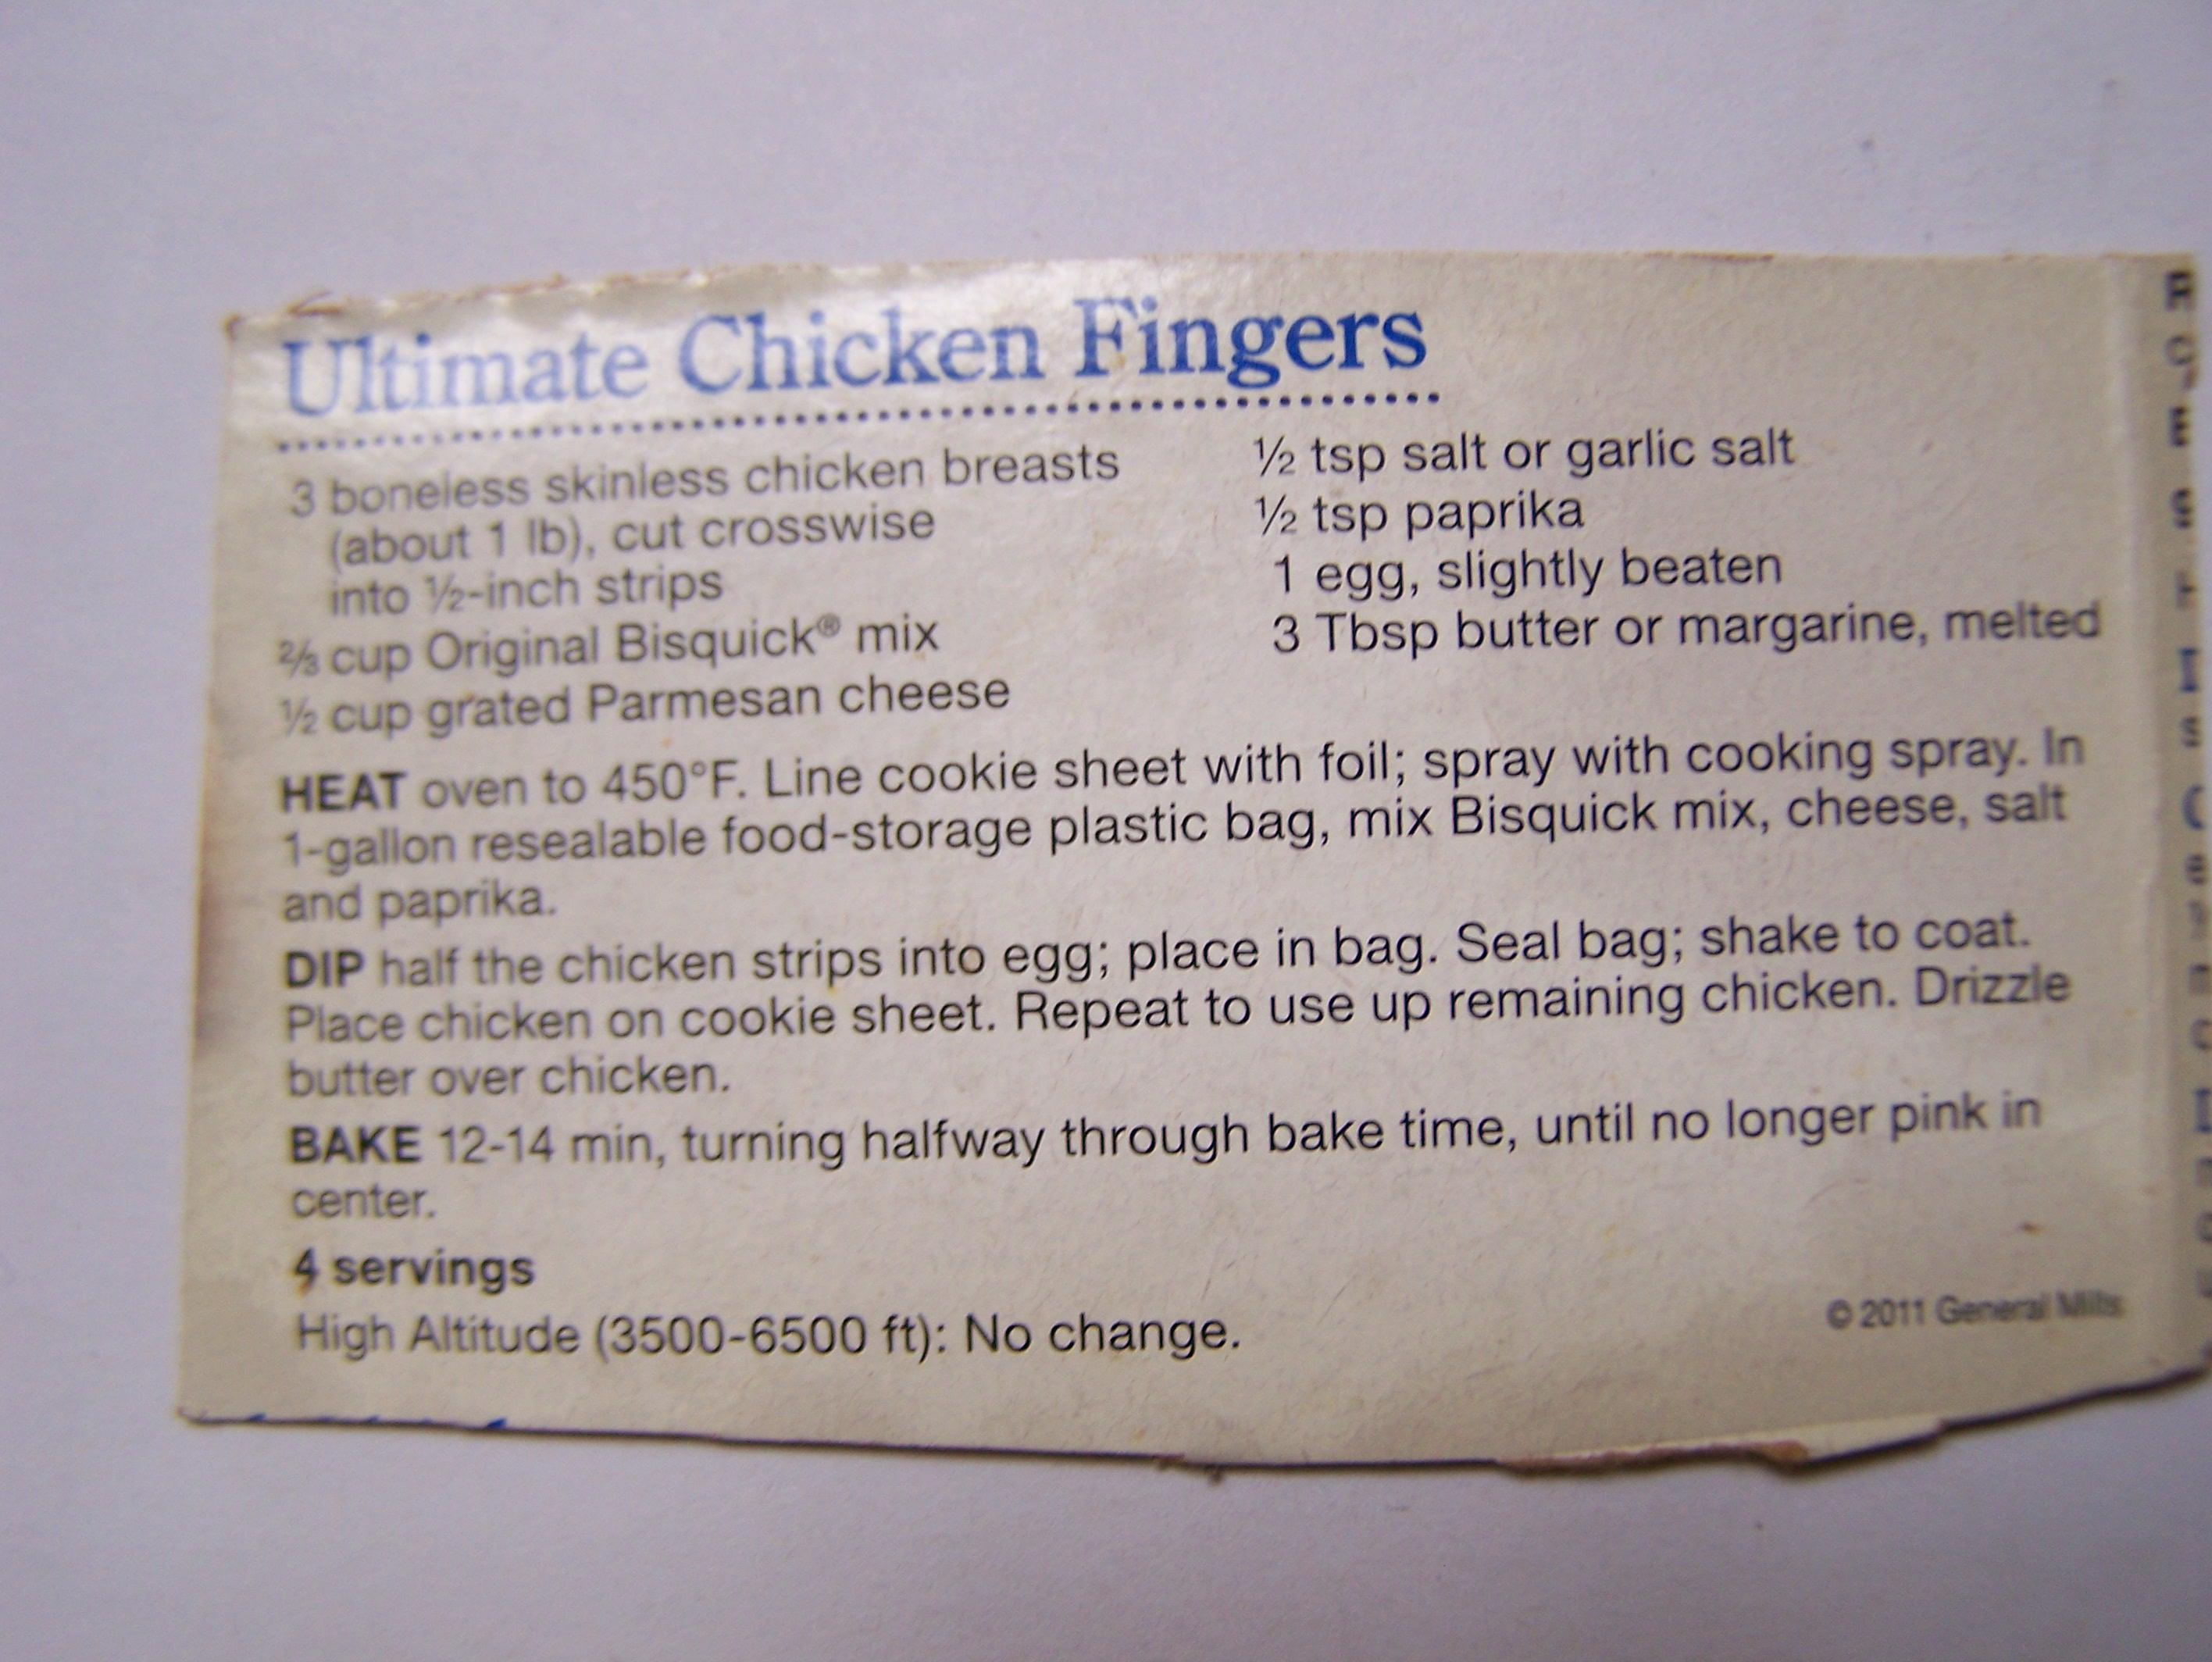 Ultimate Chicken Fingers
3 boneless skinless chicken breasts
(about 1 lb), cut crosswise
into ½-inch strips
⅔ cup Original Bisquick® mix
½ cup grated Parmesan cheese
½ tsp salt or garlic salt
½ tsp paprika
1 egg, slightly beaten
3 Tbsp butter or margarine, melted
HEAT oven to 450°F. Line cookie sheet with foil; spray with cooking spray. In
1-gallon resealable food-storage plastic bag, mix Bisquick mix, cheese, salt
and paprika.
DIP half the chicken strips into egg; place in bag. Seal bag; shake to coat.
Place chicken on cookie sheet. Repeat to use up remaining chicken. Drizzle
butter over chicken.
BAKE 12-14 min, turning halfway through bake time, until no longer pink in
center.
4 servings
High Altitude (3500-6500 ft): No change.
© 2011 General Mills